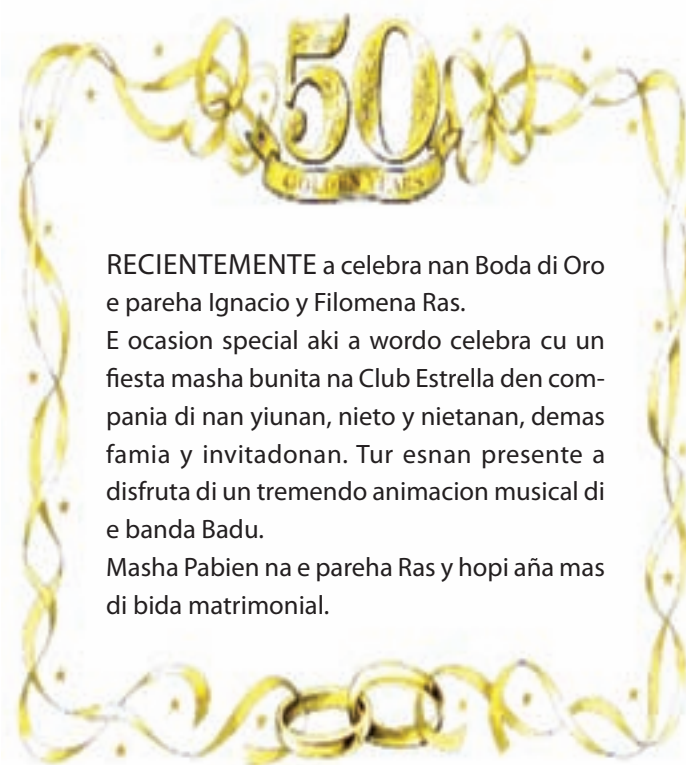 50
GOLDEN YEARS
RECIENTEMENTE a celebra nan Boda di Oro
e pareha Ignacio y Filomena Ras.
E ocasion special aki a wordo celebra cu un
fiesta masha bunita na Club Estrella den com-
pania di nan yiunan, nieto y nietanan, demas
famia y invitadonan. Tur esnan presente a
disfruta di un tremendo animacion musical di
e banda Badu.
Masha Pabien na e pareha Ras y hopi aña mas
di bida matrimonial.